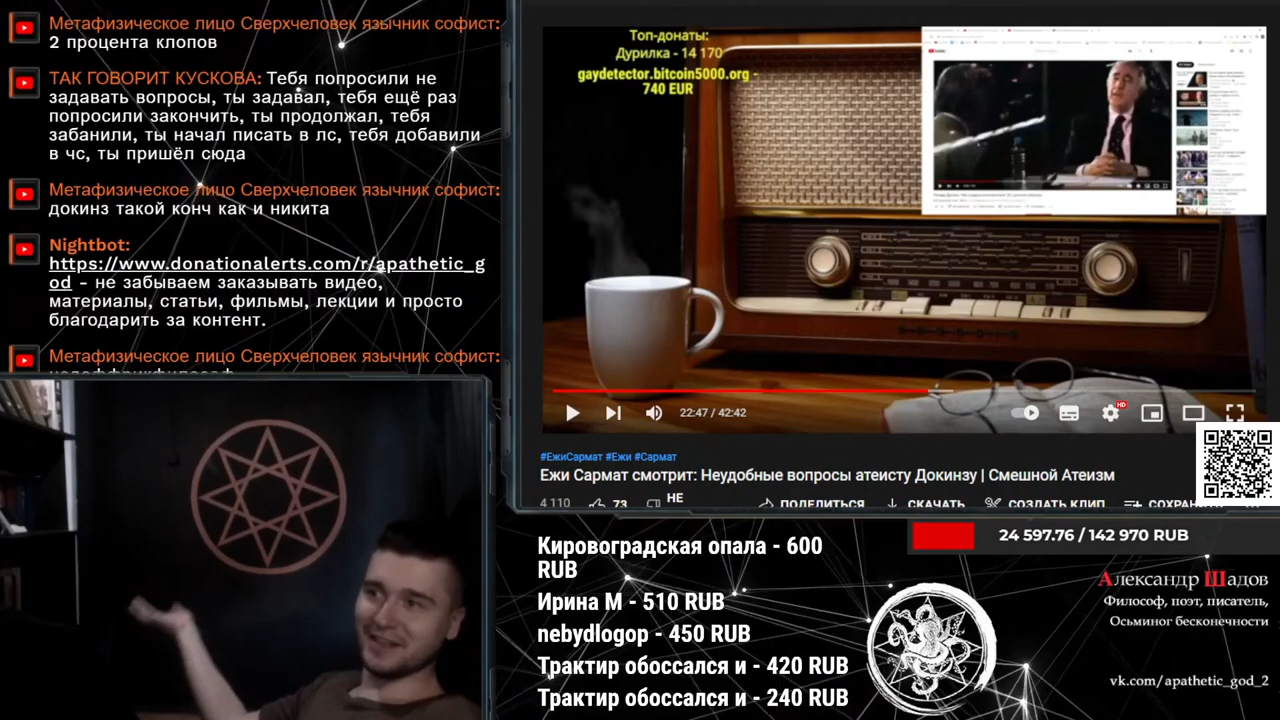 Метафизическое лицо Сверхчеловек язычник софист:
2 процента клопов
ТАК ГОВОРИТ КУСКОВА: Тебя попросили не
задавать вопросы, ты задавал, тебя ещё раз
попросили закончить, ты продолжал, тебя
забанили, ты начал писать в лс, тебя добавили
в чс, ты пришёл сюда
Метафизическое лицо Сверхчеловек язычник софист:
докинз такой конч как и никита
Nightbot:
https://www.donationalerts.com/r/apathetic_g
od - не забываем заказывать видео,
материалы, статьи, фильмы, лекции и просто
благодарить за контент.
Метафизическое лицо Сверхчеловек язычник софист:
Топ-донаты:
Дурилка - 14 170
gaydetector.bitcoin5000.org -
740 EUR
22:47 / 42:42
HD
#ЕжиСармат #Ежи #Сармат
Ежи Сармат смотрит: Неудобные вопросы атеисту Докинзу | Смешной Атеизм
4 110
73
НЕ
ПОДЕЛИТЬСЯ
СКАЧАТЬ
СОЗДАТЬ КЛИП
24 597.76 / 142 970 RUB
Кировоградская опала - 600
RUB
Ирина М - 510 RUB
nebydlogop - 450 RUB
Трактир обоссался и - 420 RUB
Трактир обоссался и - 240 RUB
Александр Шадов
Философ, поэт, писатель,
Осьминог бесконечности
vk.com/apathetic_god_2